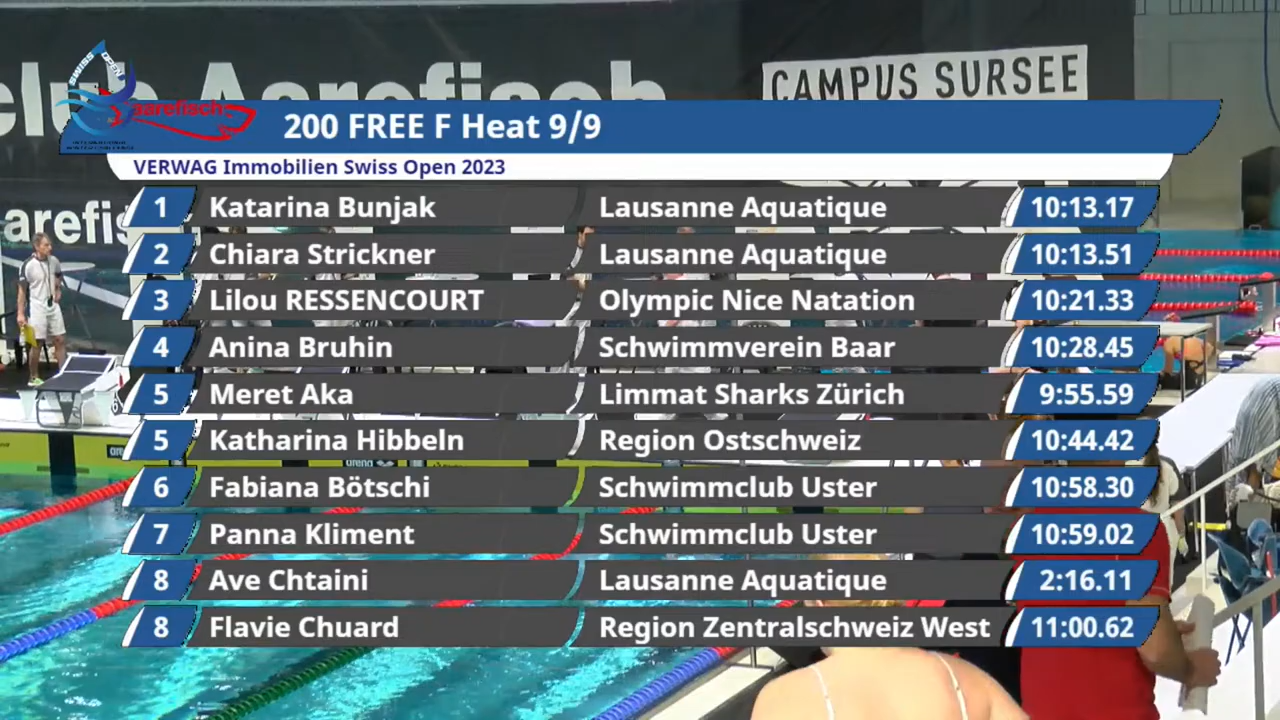 SWISS OPEN
club Aarefisch
CAMPUS SURSEE
aarefisch
200 FREE F Heat 9/9
VERWAG Immobilien Swiss Open 2023
1 Katarina Bunjak Lausanne Aquatique 10:13.17
2 Chiara Strickner Lausanne Aquatique 10:13.51
3 Lilou RESSENCOURT Olympic Nice Natation 10:21.33
4 Anina Bruhin Schwimmverein Baar 10:28.45
5 Meret Aka Limmat Sharks Zürich 9:55.59
5 Katharina Hibbeln Region Ostschweiz 10:44.42
6 Fabiana Bötschi Schwimmclub Uster 10:58.30
7 Panna Kliment Schwimmclub Uster 10:59.02
8 Ave Chtaini Lausanne Aquatique 2:16.11
8 Flavie Chuard Region Zentralschweiz West 11:00.62